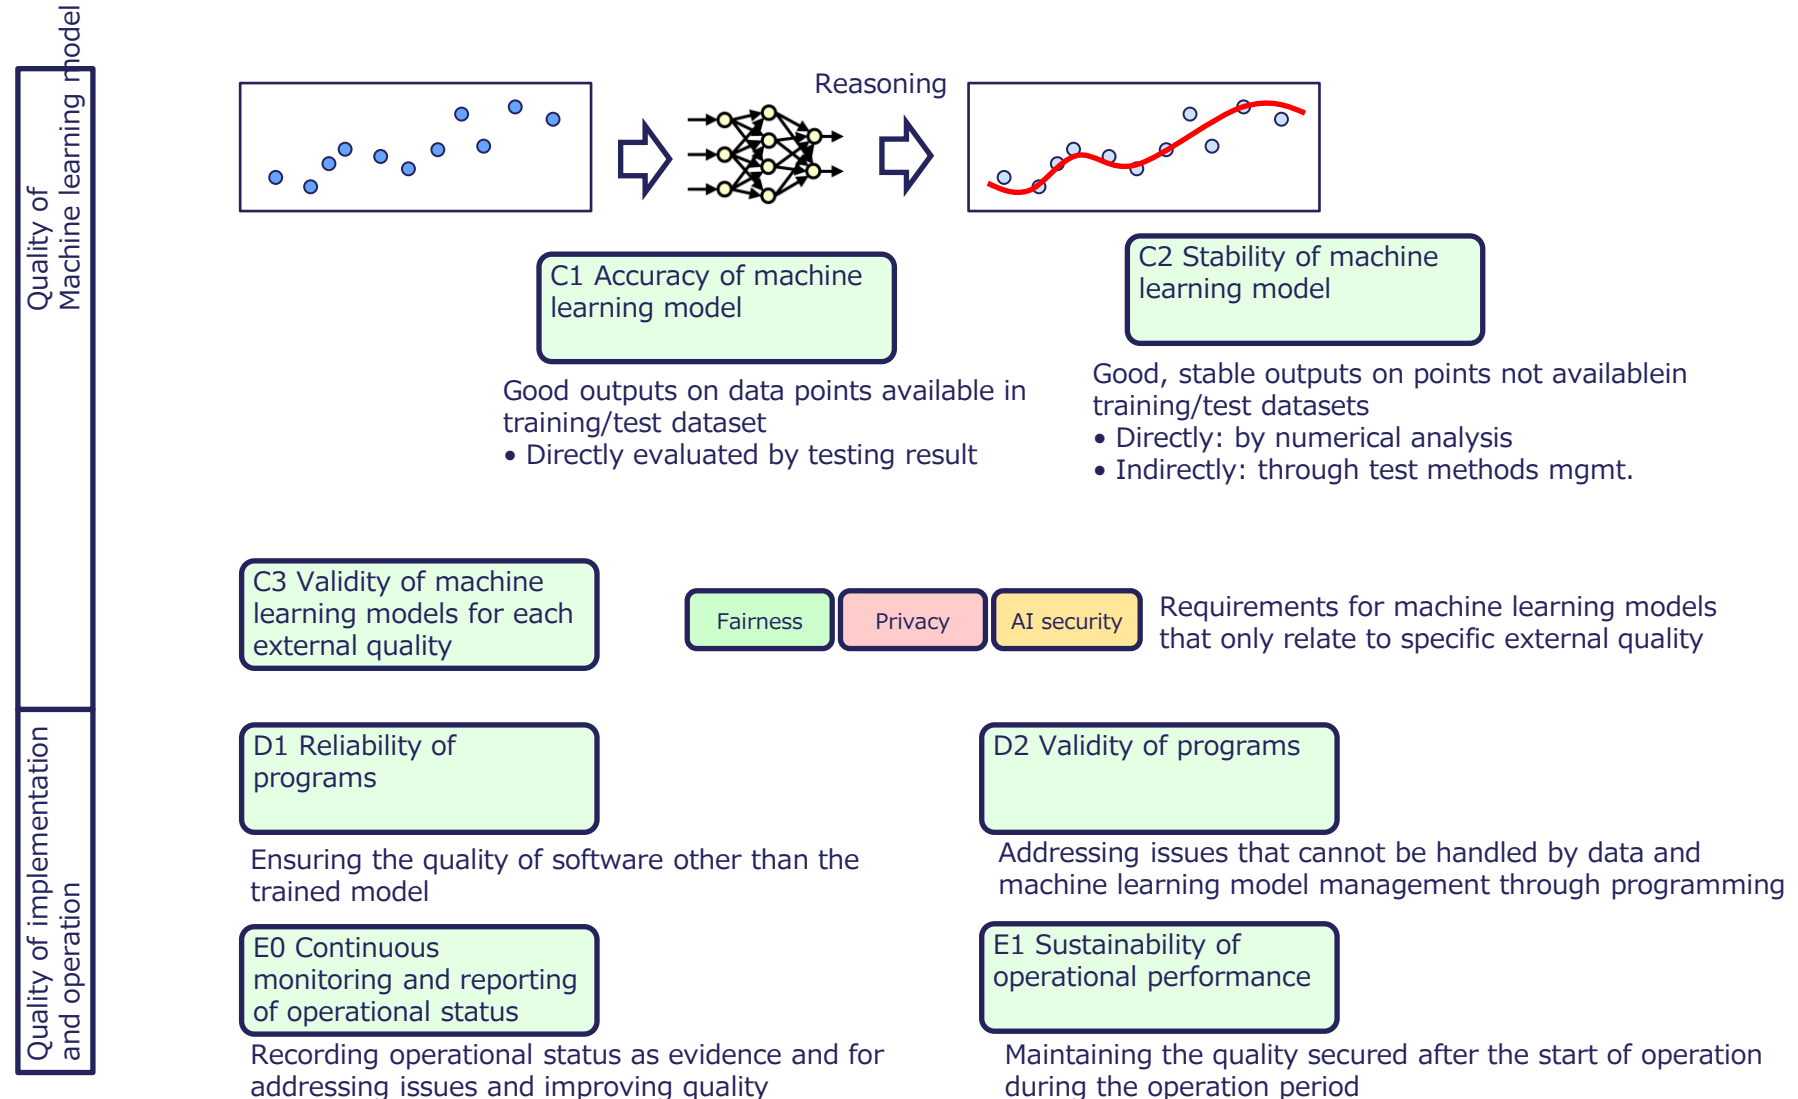 Quality of
Machine learning model
Reasoning
C1 Accuracy of machine
learning model
C2 Stability of machine
learning model
Good outputs on data points available in
training/test dataset
• Directly evaluated by testing result
Good, stable outputs on points not availablein
training/test datasets
• Directly: by numerical analysis
• Indirectly: through test methods mgmt.
C3 Validity of machine
learning models for each
external quality
Fairness
Privacy
AI security
Requirements for machine learning models
that only relate to specific external quality
Quality of implementation
and operation
D1 Reliability of
programs
D2 Validity of programs
Ensuring the quality of software other than the
trained model
Addressing issues that cannot be handled by data and
machine learning model management through programming
E0 Continuous
monitoring and reporting
of operational status
E1 Sustainability of
operational performance
Recording operational status as evidence and for
addressing issues and improving quality
Maintaining the quality secured after the start of operation
during the operation period